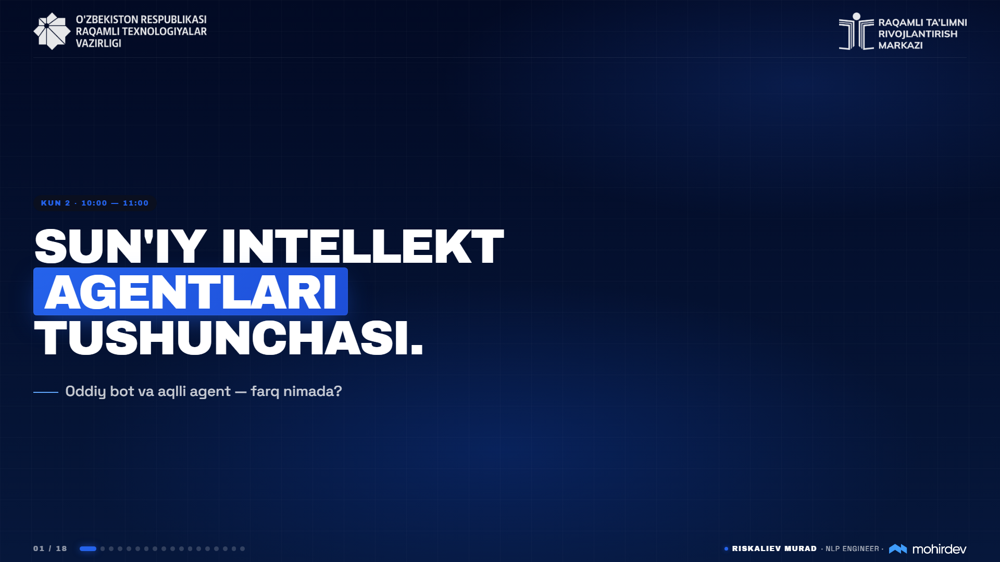 O'ZBEKISTON RESPUBLIKASI
RAQAMLI TEXNOLOGIYALAR
VAZIRLIGI
RAQAMLI TA’LIMNI
RIVOJLANTIRISH
MARKAZI
KUN 2 · 10:00 — 11:00
SUN'IY INTELLEKT
AGENTLARI
TUSHUNCHASI.
Oddiy bot va aqlli agent — farq nimada?
01 / 18
RISKALIEV MURAD · NLP ENGINEER · mohirdev